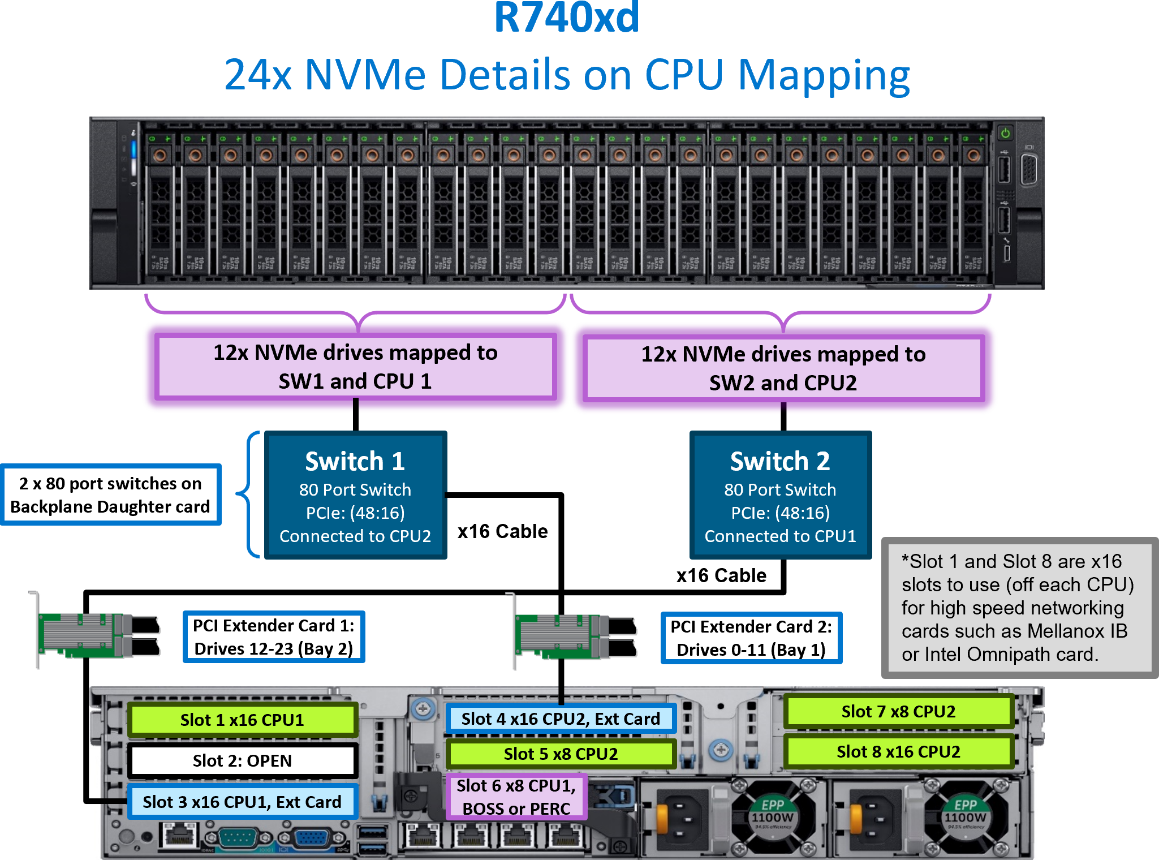 R740xd
24x NVMe Details on CPU Mapping
12x NVMe drives mapped to
SW1 and CPU 1
12x NVMe drives mapped to
SW2 and CPU2
2 x 80 port switches on
Backplane Daughter card
Switch 1
80 Port Switch
PCIe: (48:16)
Connected to CPU2
x16 Cable
Switch 2
80 Port Switch
PCIe: (48:16)
Connected to CPU1
x16 Cable
*Slot 1 and Slot 8 are x16
slots to use (off each CPU)
for high speed networking
cards such as Mellanox IB
or Intel Omnipath card.
PCI Extender Card 1:
Drives 12-23 (Bay 2)
PCI Extender Card 2:
Drives 0-11 (Bay 1)
Slot 1 x16 CPU1
Slot 2: OPEN
Slot 3 x16 CPU1, Ext Card
Slot 4 x16 CPU2, Ext Card
Slot 5 x8 CPU2
Slot 6 x8 CPU1,
BOSS or PERC
Slot 7 x8 CPU2
Slot 8 x16 CPU2
EPP
1100W
EPP
1100W